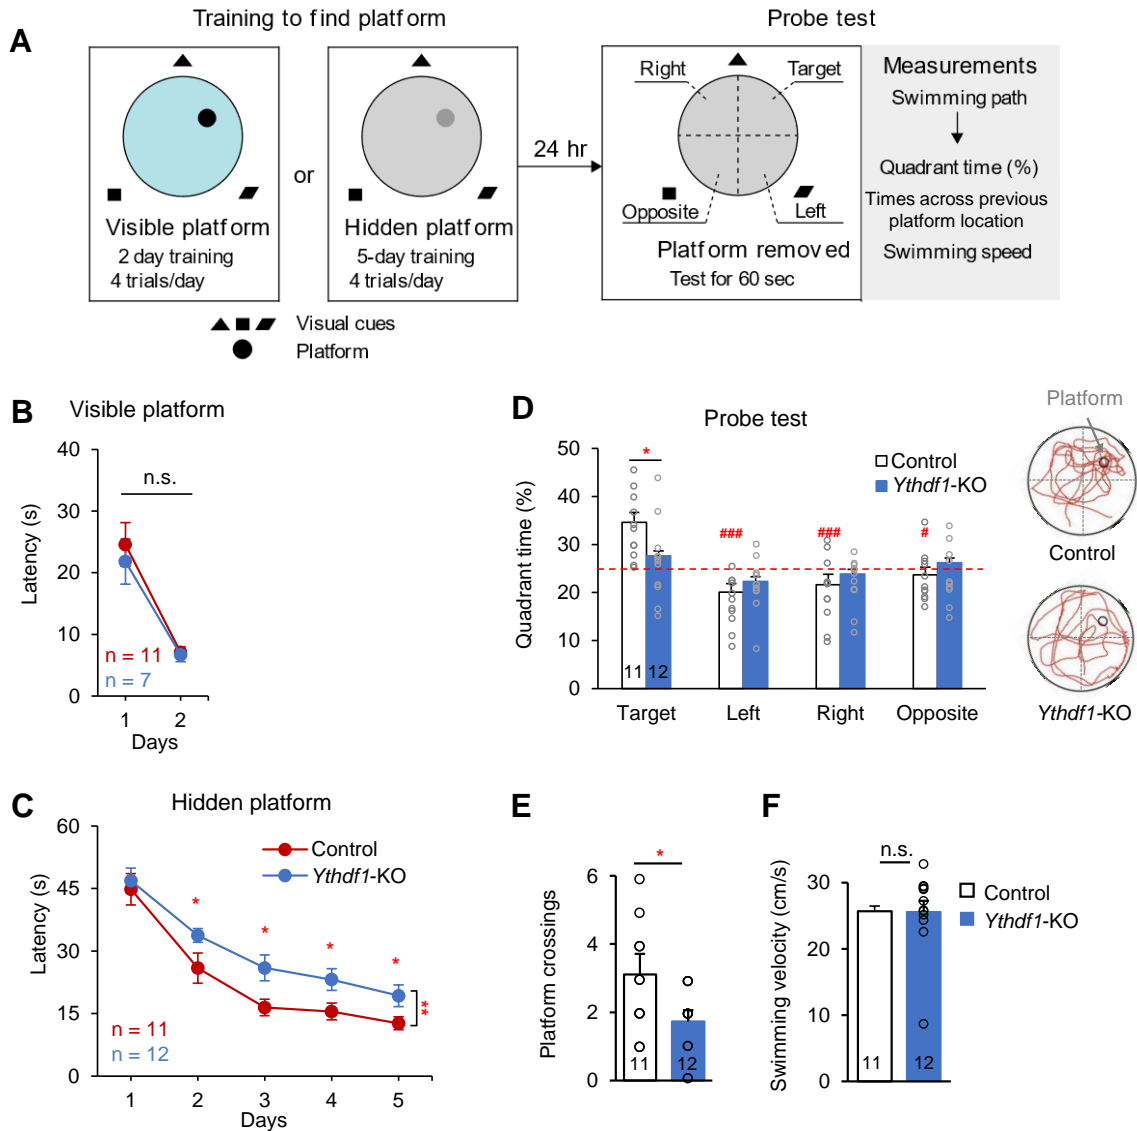 A
Training to find platform
Probe test
Visible platform
2 day training
4 trials/day
or
Hidden platform
5-day training
4 trials/day
24 hr
Right
Target
Opposite
Left
Platform removed
Test for 60 sec
Measurements
Swimming path
Quadrant time (%)
Times across previous
platform location
Swimming speed
Visual cues
Platform
B
Visible platform
Latency (s)
40
30
20
10
0
n.s.
n = 11
n = 7
1 2
Days
C
Hidden platform
Latency (s)
60
45
30
15
0
Control
Ythdf1-KO
*
*
*
*
**
n = 11
n = 12
1 2 3 4 5
Days
D
Probe test
Quadrant time (%)
50
40
30
20
10
0
*
###
###
#
Control
Ythdf1-KO
11 12
Target Left Right Opposite
Platform
Control
Ythdf1-KO
E
Platform crossings
6
4
2
0
*
11 12
F
Swimming velocity (cm/s)
30
20
10
0
n.s.
11 12
Control
Ythdf1-KO